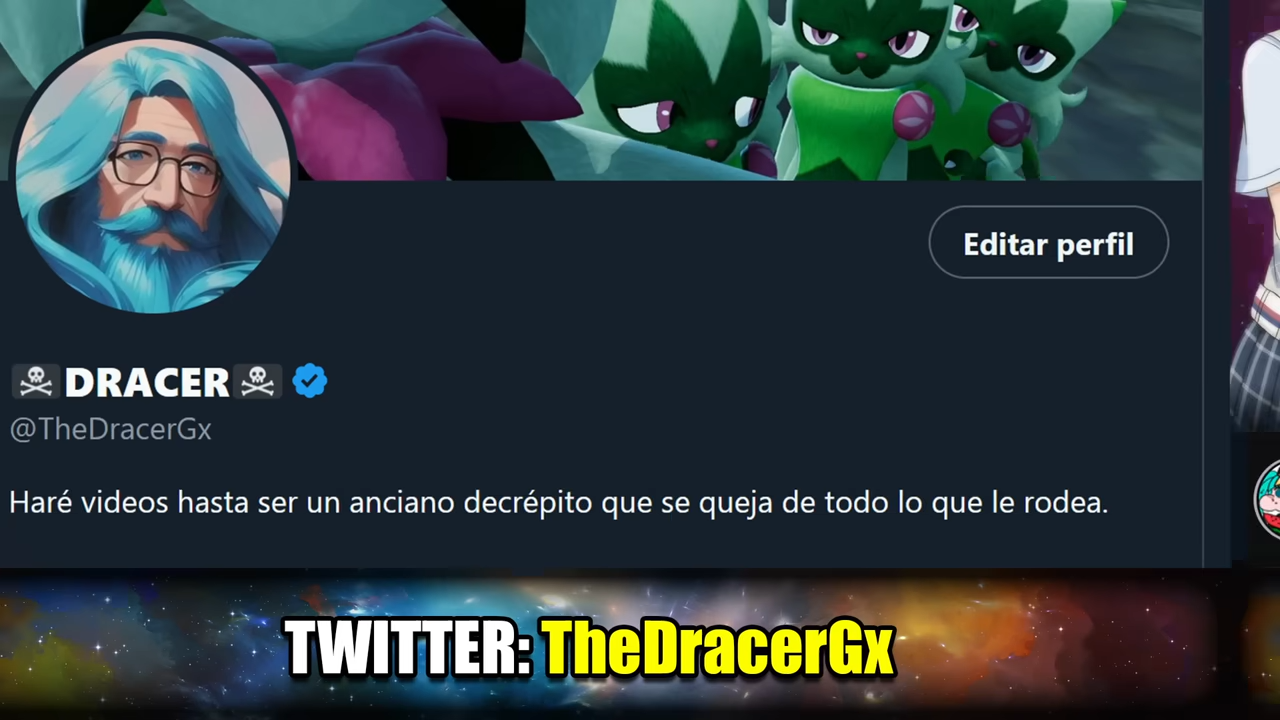 Editar perfil
☠DRACER☠
@TheDracerGx
Haré videos hasta ser un anciano decrépito que se queja de todo lo que le rodea.
TWITTER: TheDracerGx